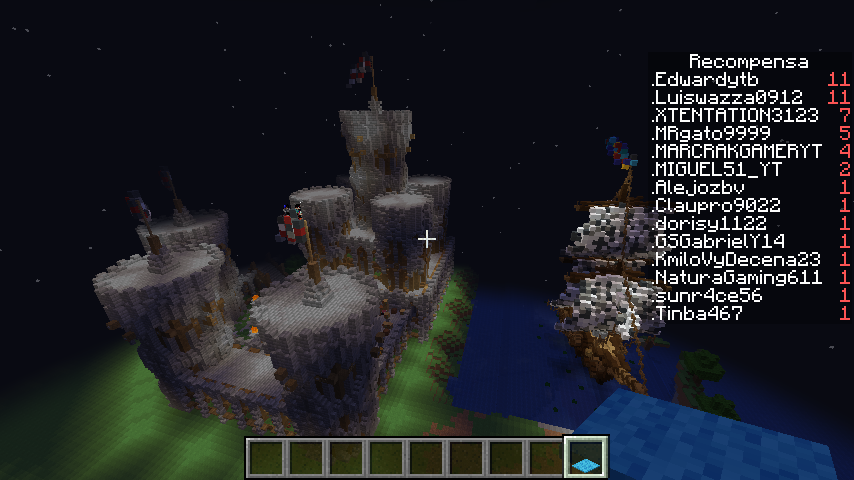 Recompensa
.Edwardytb 11
.Luiswazza0912 11
.XTENTATION3123 7
.MRgato9999 5
.MARCRAKGAMERYT 4
.MIGUEL51_YT 2
.Alejozbv 1
.Claupro9022 1
dorisy1122 1
.GSGabrielY14 1
.KmiloVyDecena23 1
.NaturaGaming611 1
.sunr4ce56 1
.Tinba467 1